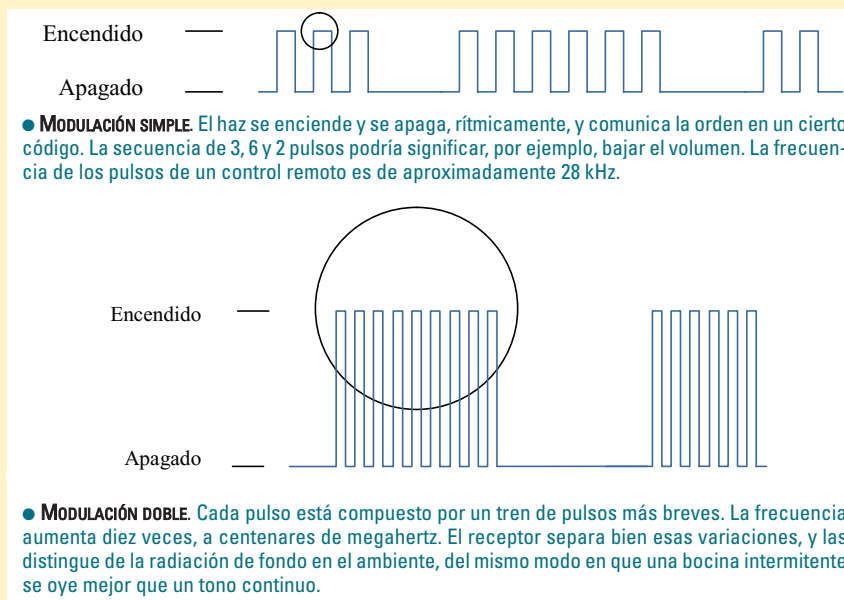 Encendido
Apagado
● MODULACIÓN SIMPLE. El haz se enciende y se apaga, rítmicamente, y comunica la orden en un cierto
código. La secuencia de 3, 6 y 2 pulsos podría significar, por ejemplo, bajar el volumen. La frecuen-
cia de los pulsos de un control remoto es de aproximadamente 28 kHz.
Encendido
Apagado
● MODULACIÓN DOBLE. Cada pulso está compuesto por un tren de pulsos más breves. La frecuencia
aumenta diez veces, a centenares de megahertz. El receptor separa bien esas variaciones, y las
distingue de la radiación de fondo en el ambiente, del mismo modo en que una bocina intermitente
se oye mejor que un tono continuo.